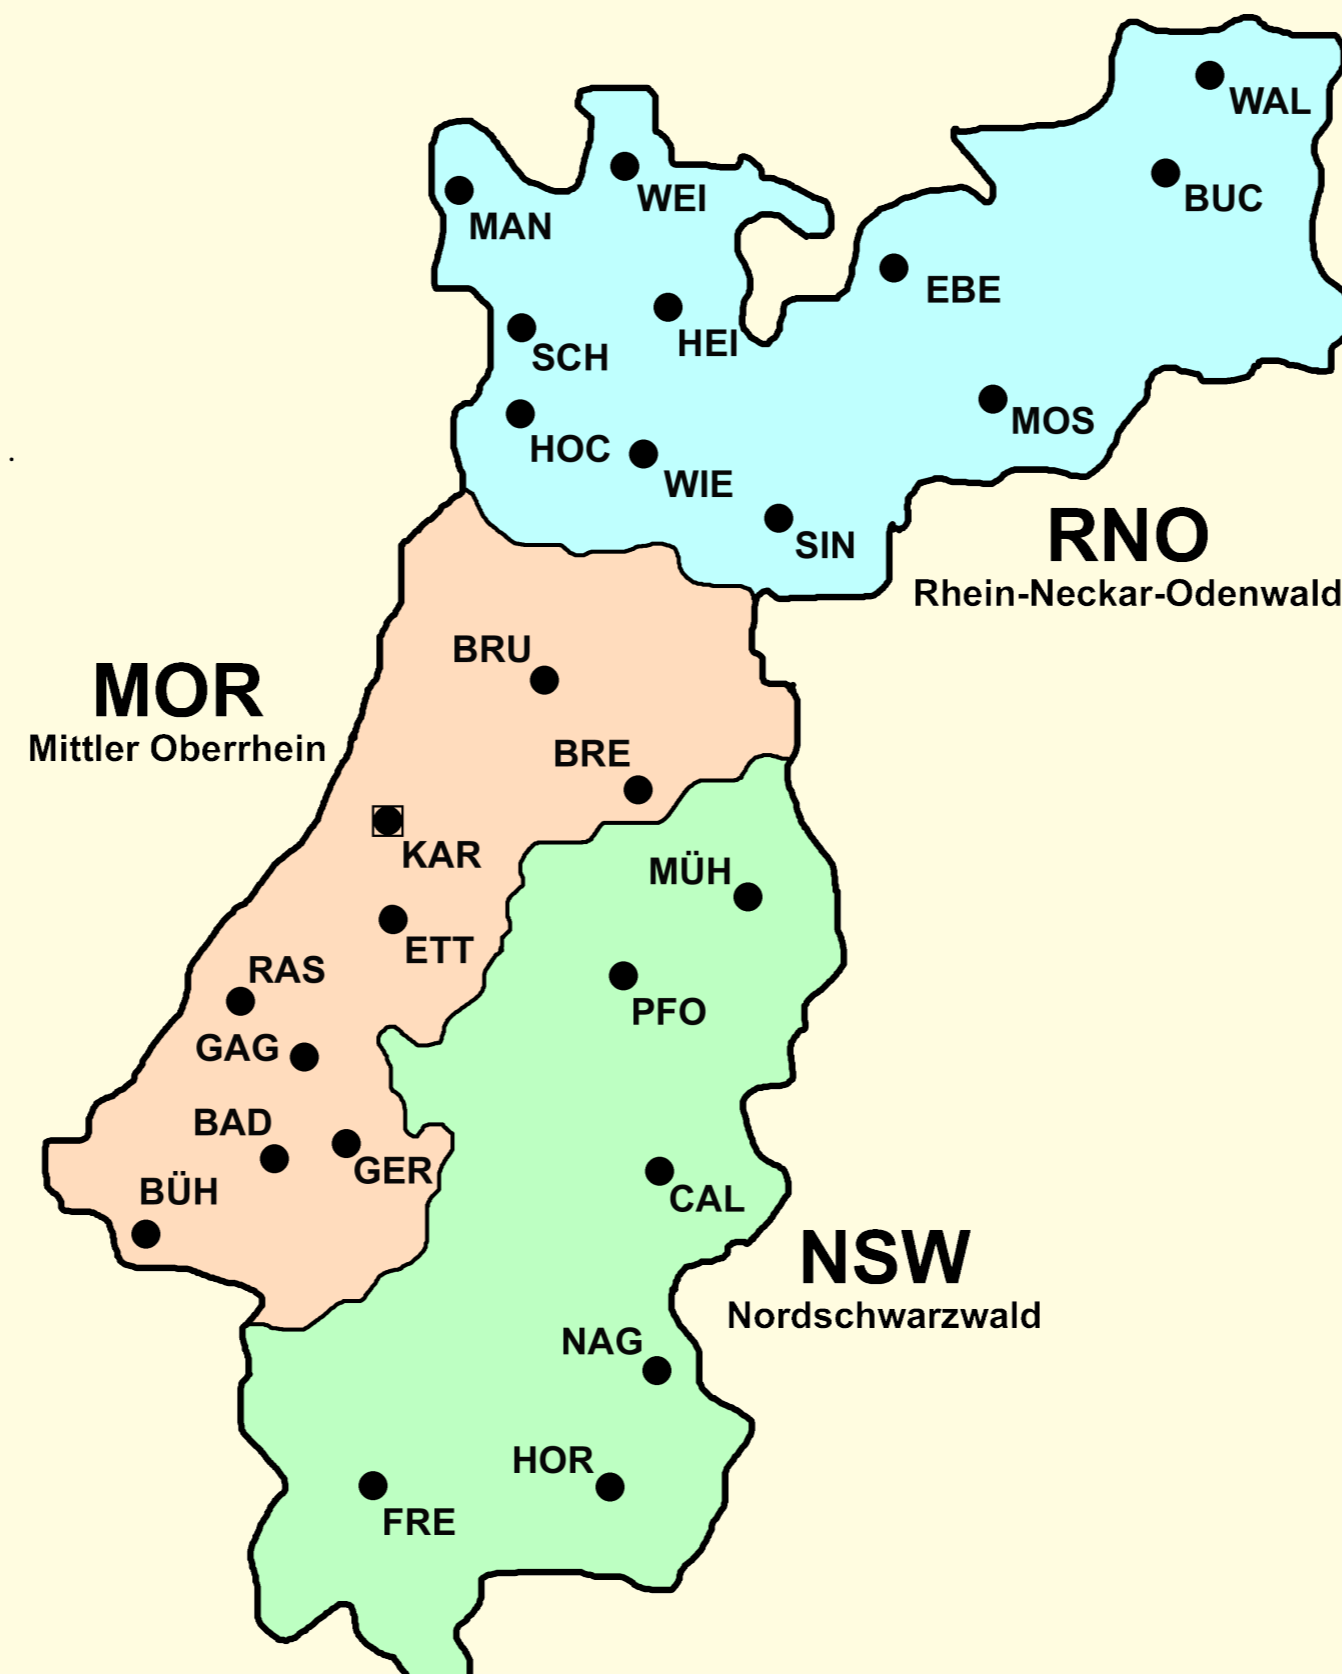 WAL
WEI
BUC
MAN
EBE
HEI
SCH
MOS
HOC
WIE
RNO
SIN
Rhein-Neckar-Odenwald
BRU
MOR
Mittler Oberrhein
BRE
KAR
MÜH
ETT
RAS
PFO
GAG
BAD
GER
BÜH
CAL
NSW
Nordschwarzwald
NAG
HOR
FRE